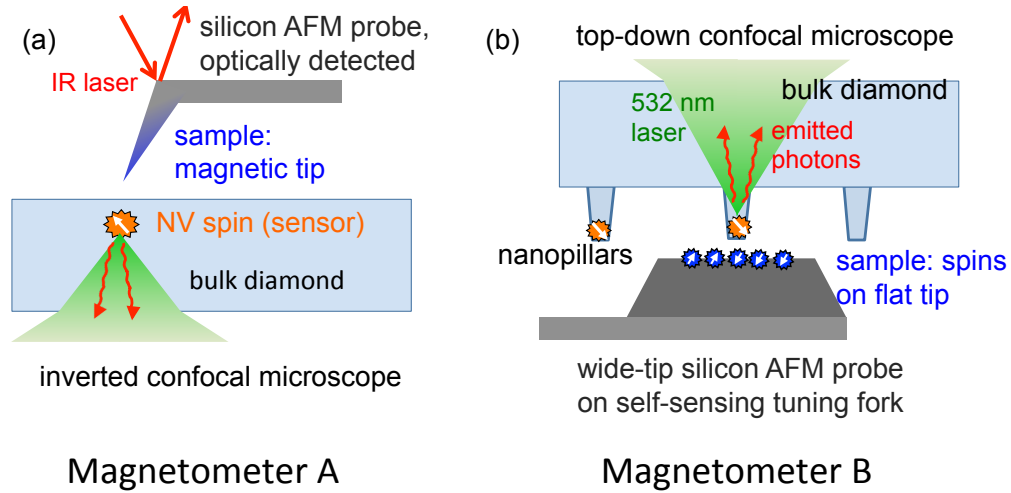 (a)
silicon AFM probe,
optically detected
IR laser
sample:
magnetic tip
NV spin (sensor)
bulk diamond
inverted confocal microscope
Magnetometer A
(b)
top-down confocal microscope
bulk diamond
532 nm
laser
emitted
photons
nanopillars
sample: spins
on flat tip
wide-tip silicon AFM probe
on self-sensing tuning fork
Magnetometer B